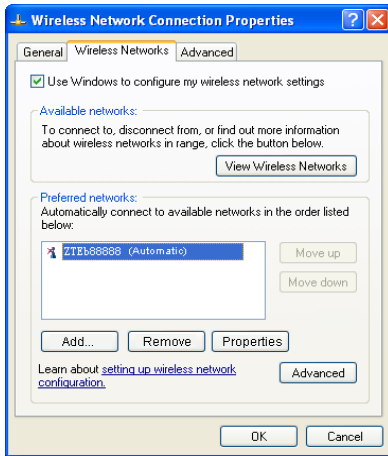 Wireless Network Connection Properties
General Wireless Networks Advanced
Use Windows to configure my wireless network settings
Available networks:
To connect to, disconnect from, or find out more information
about wireless networks in range, click the button below.
View Wireless Networks
Preferred networks:
Automatically connect to available networks in the order listed
below:
ZTEb88888 (Automatic)
Move up
Move down
Add... Remove Properties
Learn about setting up wireless network
configuration.
Advanced
OK Cancel